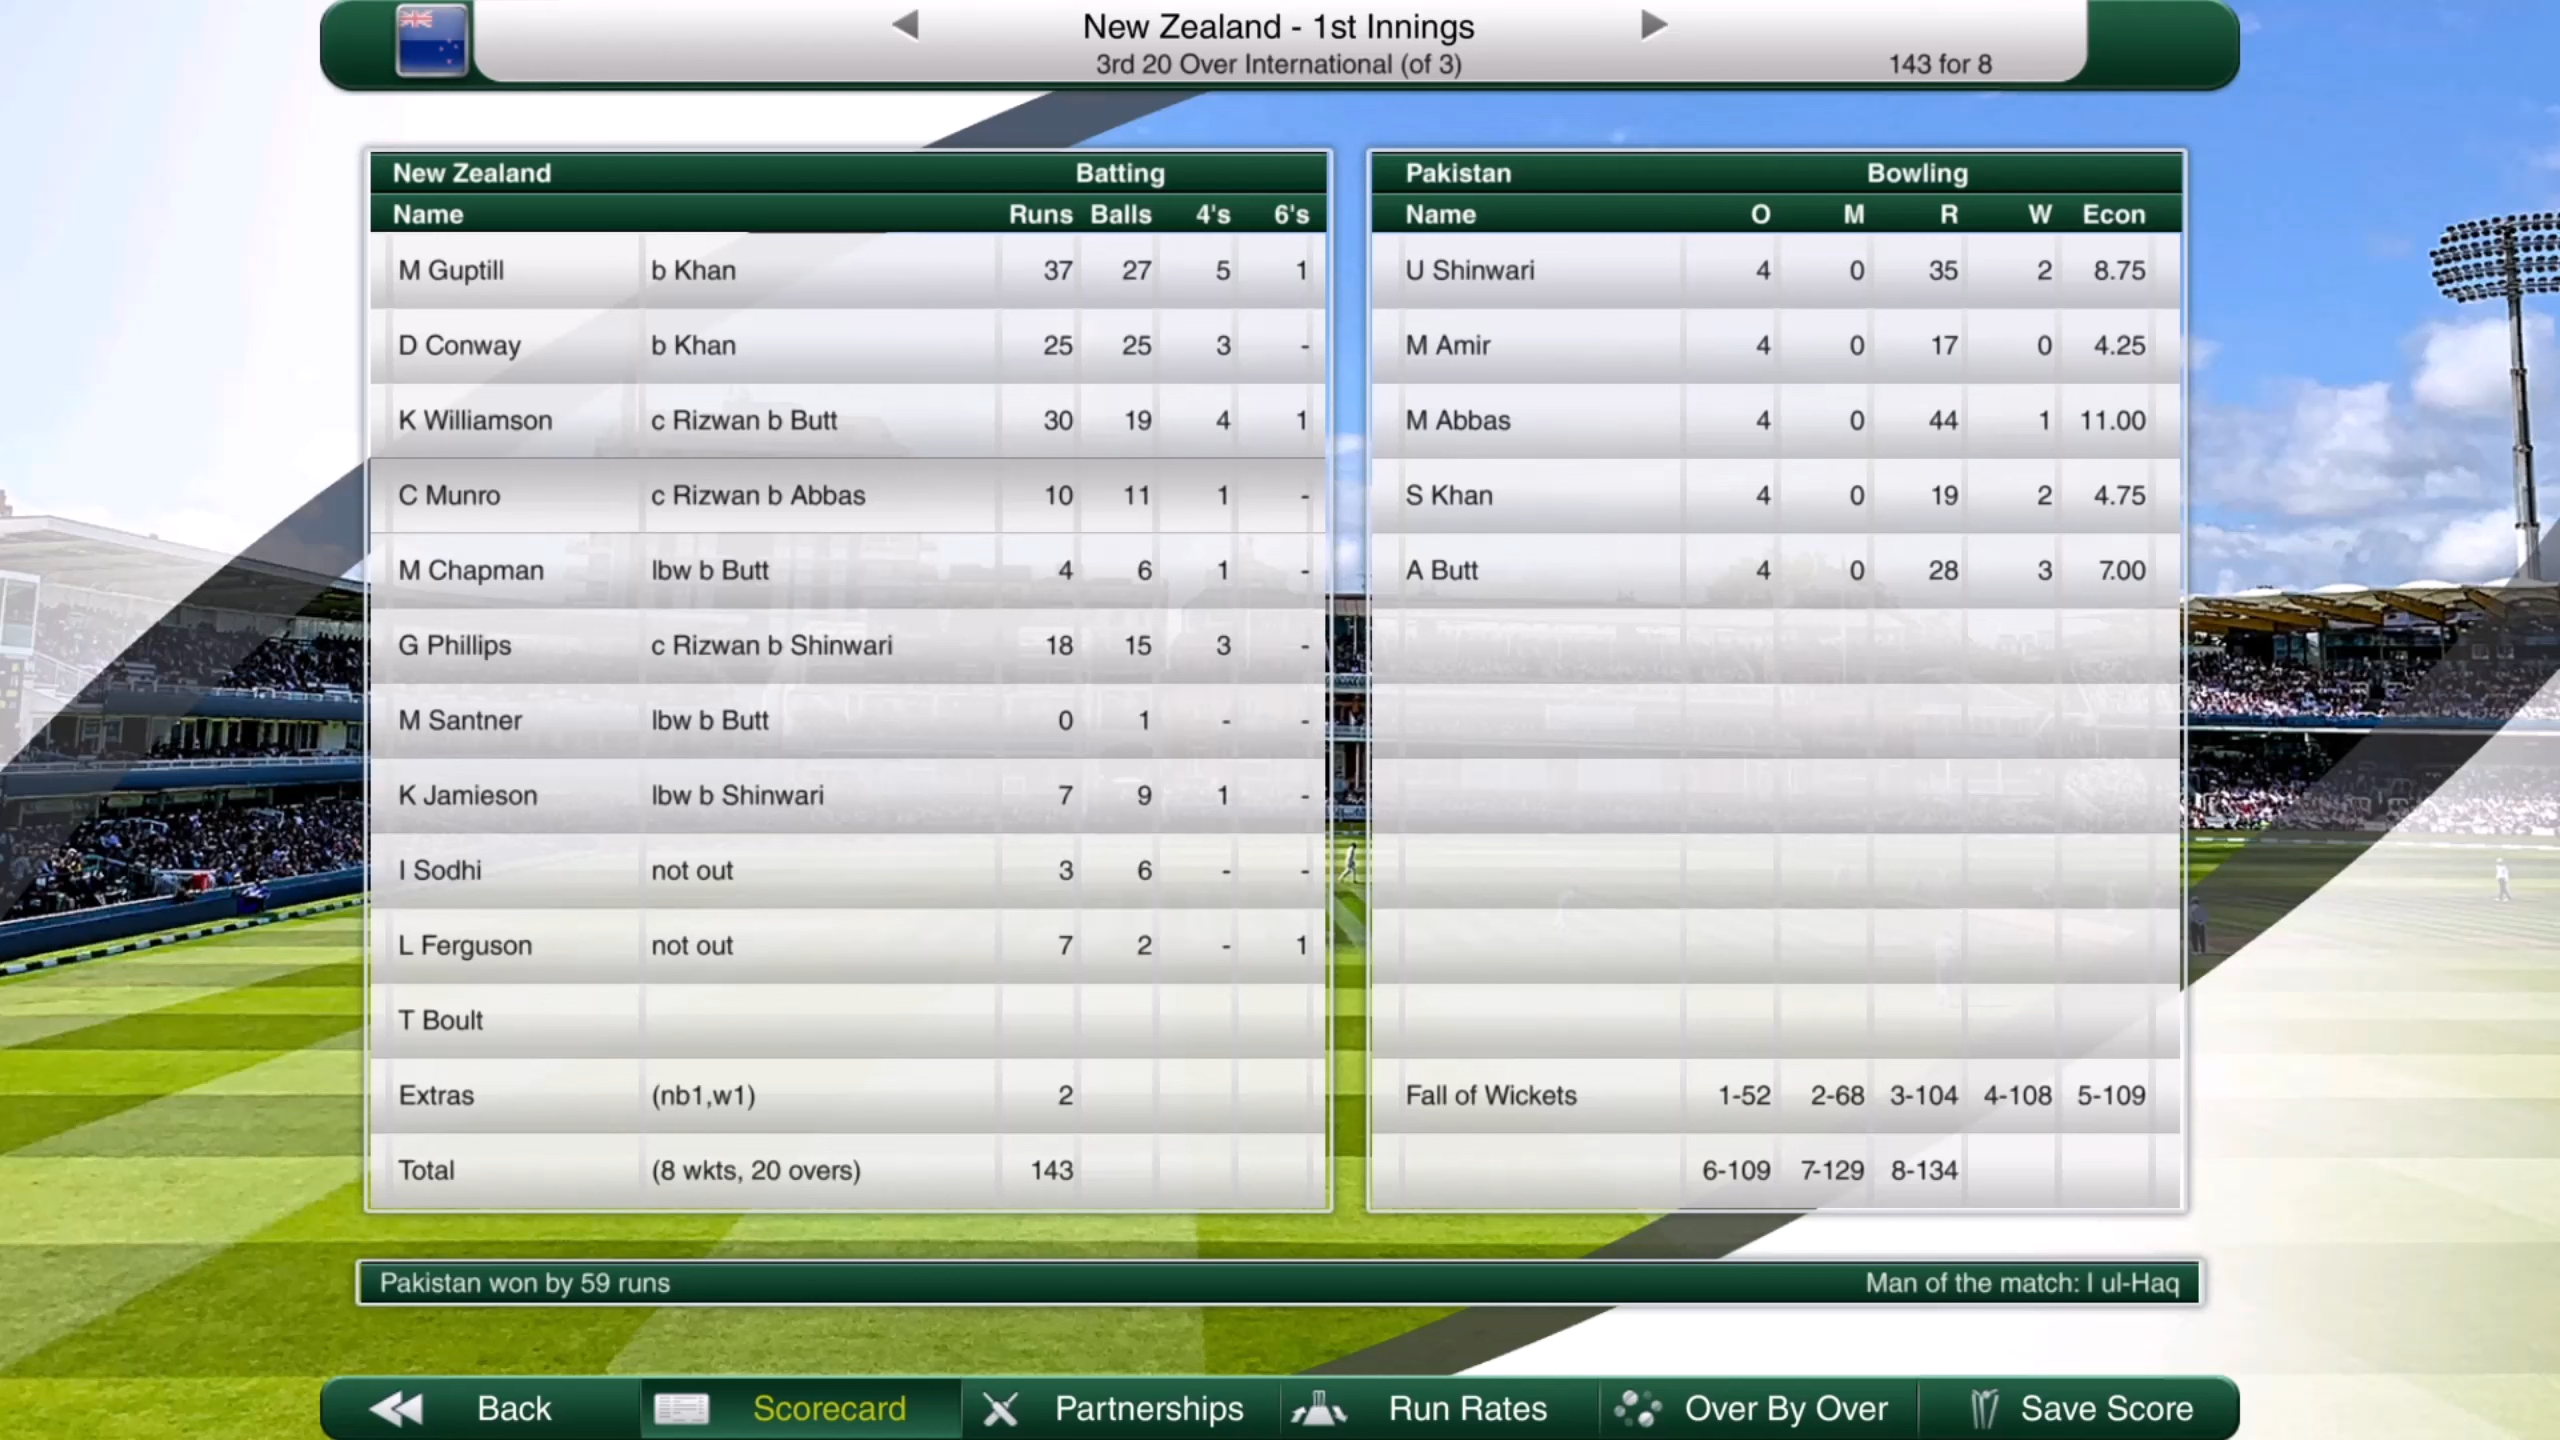 New Zealand - 1st Innings
3rd 20 Over International (of 3)
143 for 8
New Zealand Batting
Name Runs Balls 4's 6's
M Guptill b Khan 37 27 5 1
D Conway b Khan 25 25 3 -
K Williamson c Rizwan b Butt 30 19 4 1
C Munro c Rizwan b Abbas 10 11 1 -
M Chapman lbw b Butt 4 6 1 -
G Phillips c Rizwan b Shinwari 18 15 3 -
M Santner lbw b Butt 0 1 - -
K Jamieson lbw b Shinwari 7 9 1 -
I Sodhi not out 3 6 - -
L Ferguson not out 7 2 - 1
T Boult
Extras (nb1,w1) 2
Total (8 wkts, 20 overs) 143
Pakistan Bowling
Name O M R W Econ
U Shinwari 4 0 35 2 8.75
M Amir 4 0 17 0 4.25
M Abbas 4 0 44 1 11.00
S Khan 4 0 19 2 4.75
A Butt 4 0 28 3 7.00
Fall of Wickets 1-52 2-68 3-104 4-108 5-109
6-109 7-129 8-134
Pakistan won by 59 runs
Man of the match: I ul-Haq
Back
Scorecard
Partnerships
Run Rates
Over By Over
Save Score